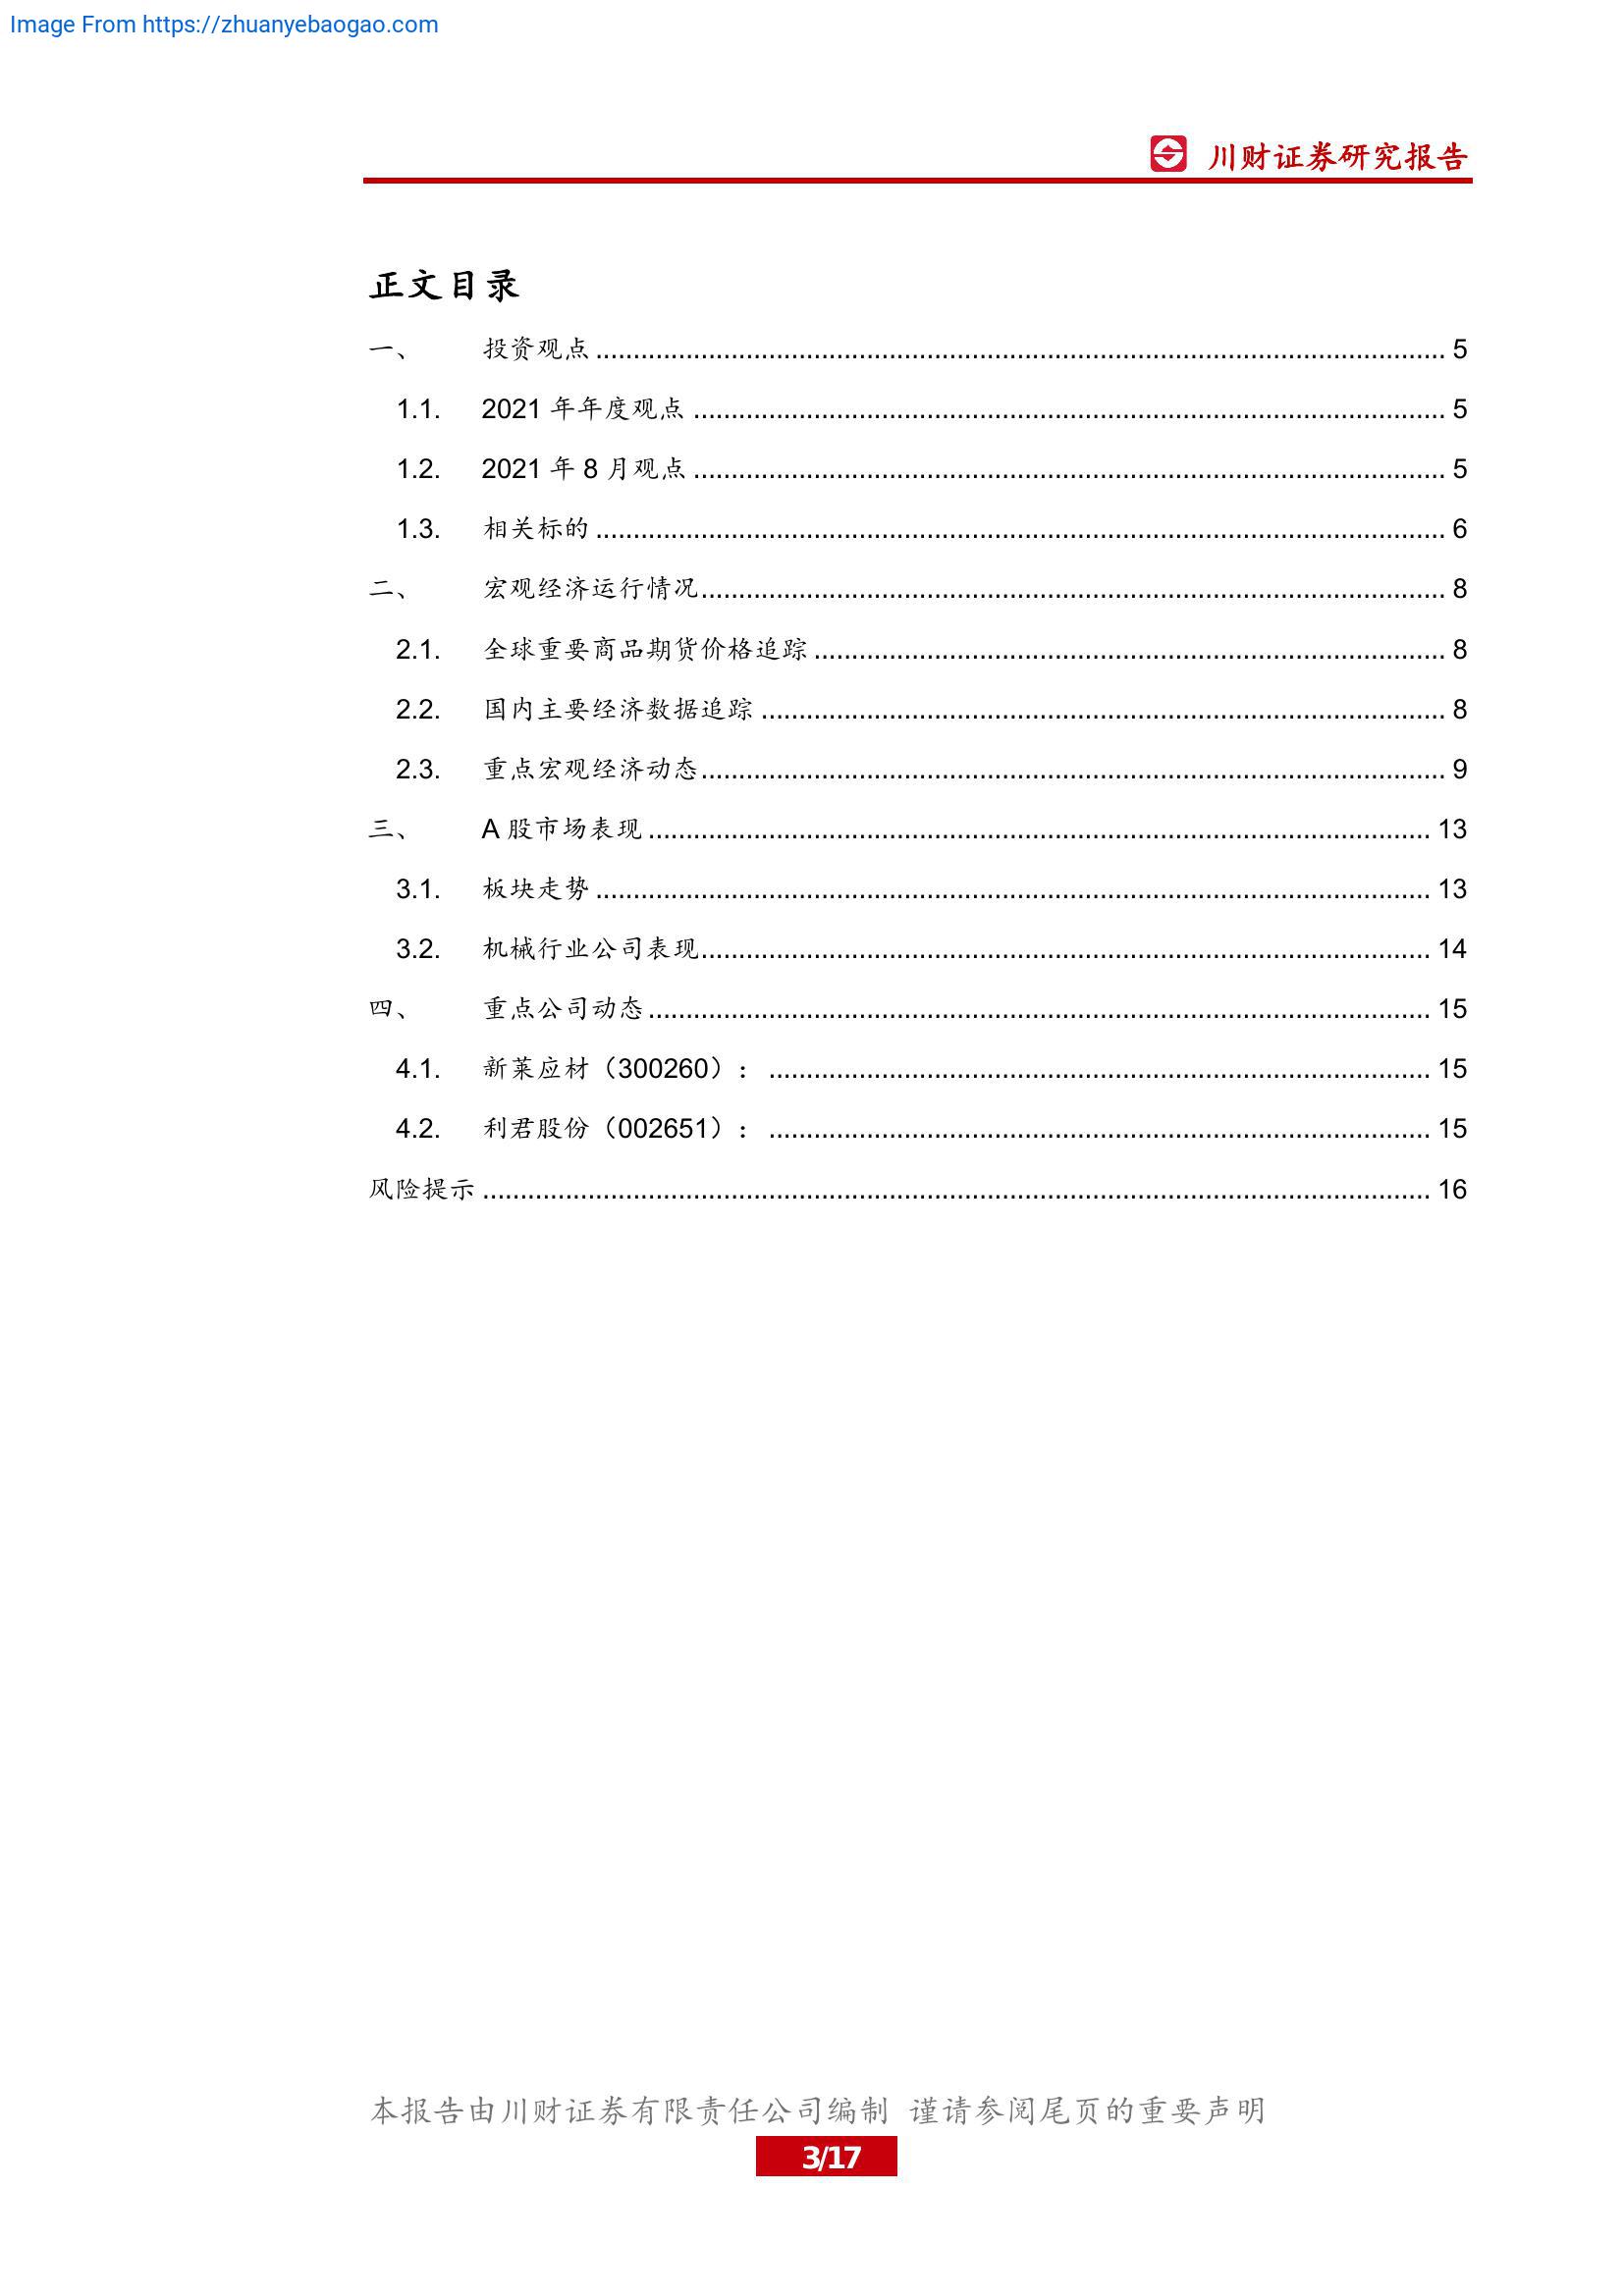 Image From https://zhuanyebaogao.com
川财证券研究报告
正文目录
一、 投资观点 5
1.1. 2021 年年度观点 5
1.2. 2021 年 8 月观点 5
1.3. 相关标的 6
二、 宏观经济运行情况 8
2.1. 全球重要商品期货价格追踪 8
2.2. 国内主要经济数据追踪 8
2.3. 重点宏观经济动态 9
三、 A 股市场表现 13
3.1. 板块走势 13
3.2. 机械行业公司表现 14
四、 重点公司动态 15
4.1. 新莱应材（300260）： 15
4.2. 利君股份（002651）： 15
风险提示 16
本报告由川财证券有限责任公司编制 谨请参阅尾页的重要声明
3/17